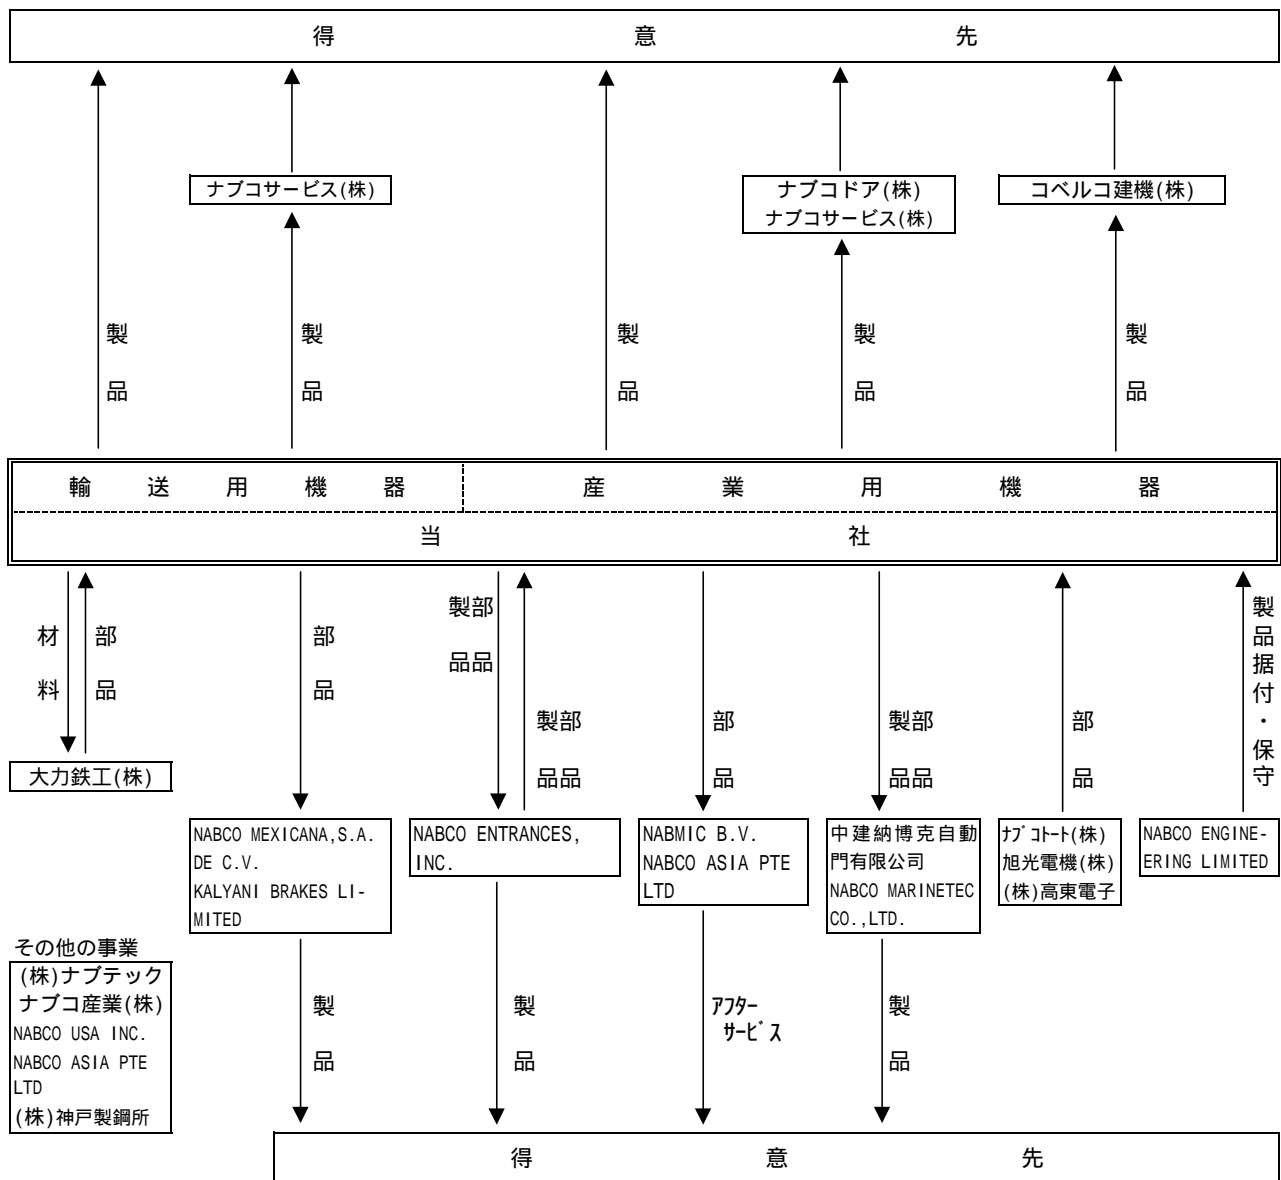 得意先
ナブコサービス(株)
ナブコドア(株)
ナブコサービス(株)
コベルコ建機(株)
製品
製品
製品
製品
製品
輸送用機器
産業用機器
当社
材料
部品
部品
製品
部品
製品
部品
部品
製品
部品
部品
製品据付・保守
大力鉄工(株)
NABCO MEXICANA,S.A.
DE C.V.
KALYANI BRAKES LI-
MITED
NABCO ENTRANCES,
INC.
NABMIC B.V.
NABCO ASIA PTE
LTD
中建納博克自動
門有限公司
NABCO MARINETEC
CO.,LTD.
ナブコトート(株)
旭光電機(株)
(株)高東電子
NABCO ENGINE-
ERING LIMITED
その他の事業
(株)ナブテック
ナブコ産業(株)
NABCO USA INC.
NABCO ASIA PTE
LTD
(株)神戸製鋼所
製品
製品
アフター
サービス
製品
得意先